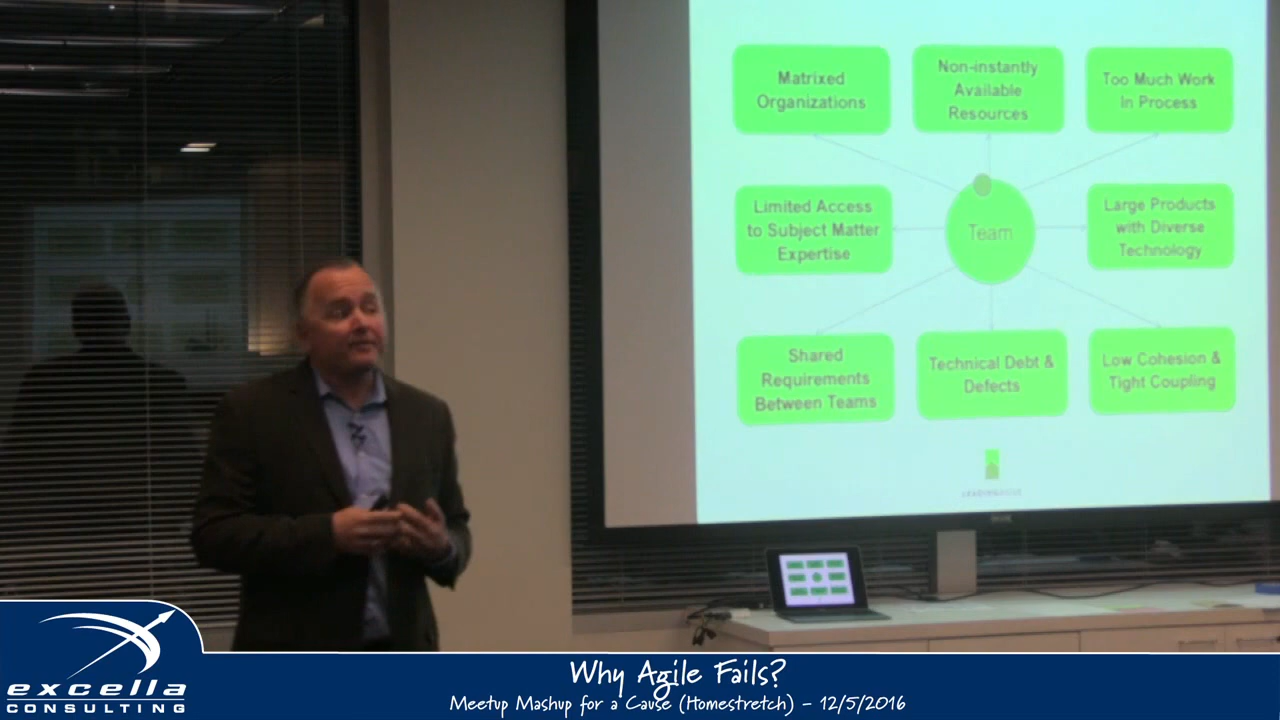 Matrixed
Organizations
Non-instantly
Available
Resources
Too Much Work
In Process
Limited Access
to Subject Matter
Expertise
Team
Large Products
with Diverse
Technology
Shared
Requirements
Between Teams
Technical Debt &
Defects
Low Cohesion &
Tight Coupling
excella
CONSULTING
Why Agile Fails?
Meetup Mashup for a Cause (Homestretch) - 12/5/2016